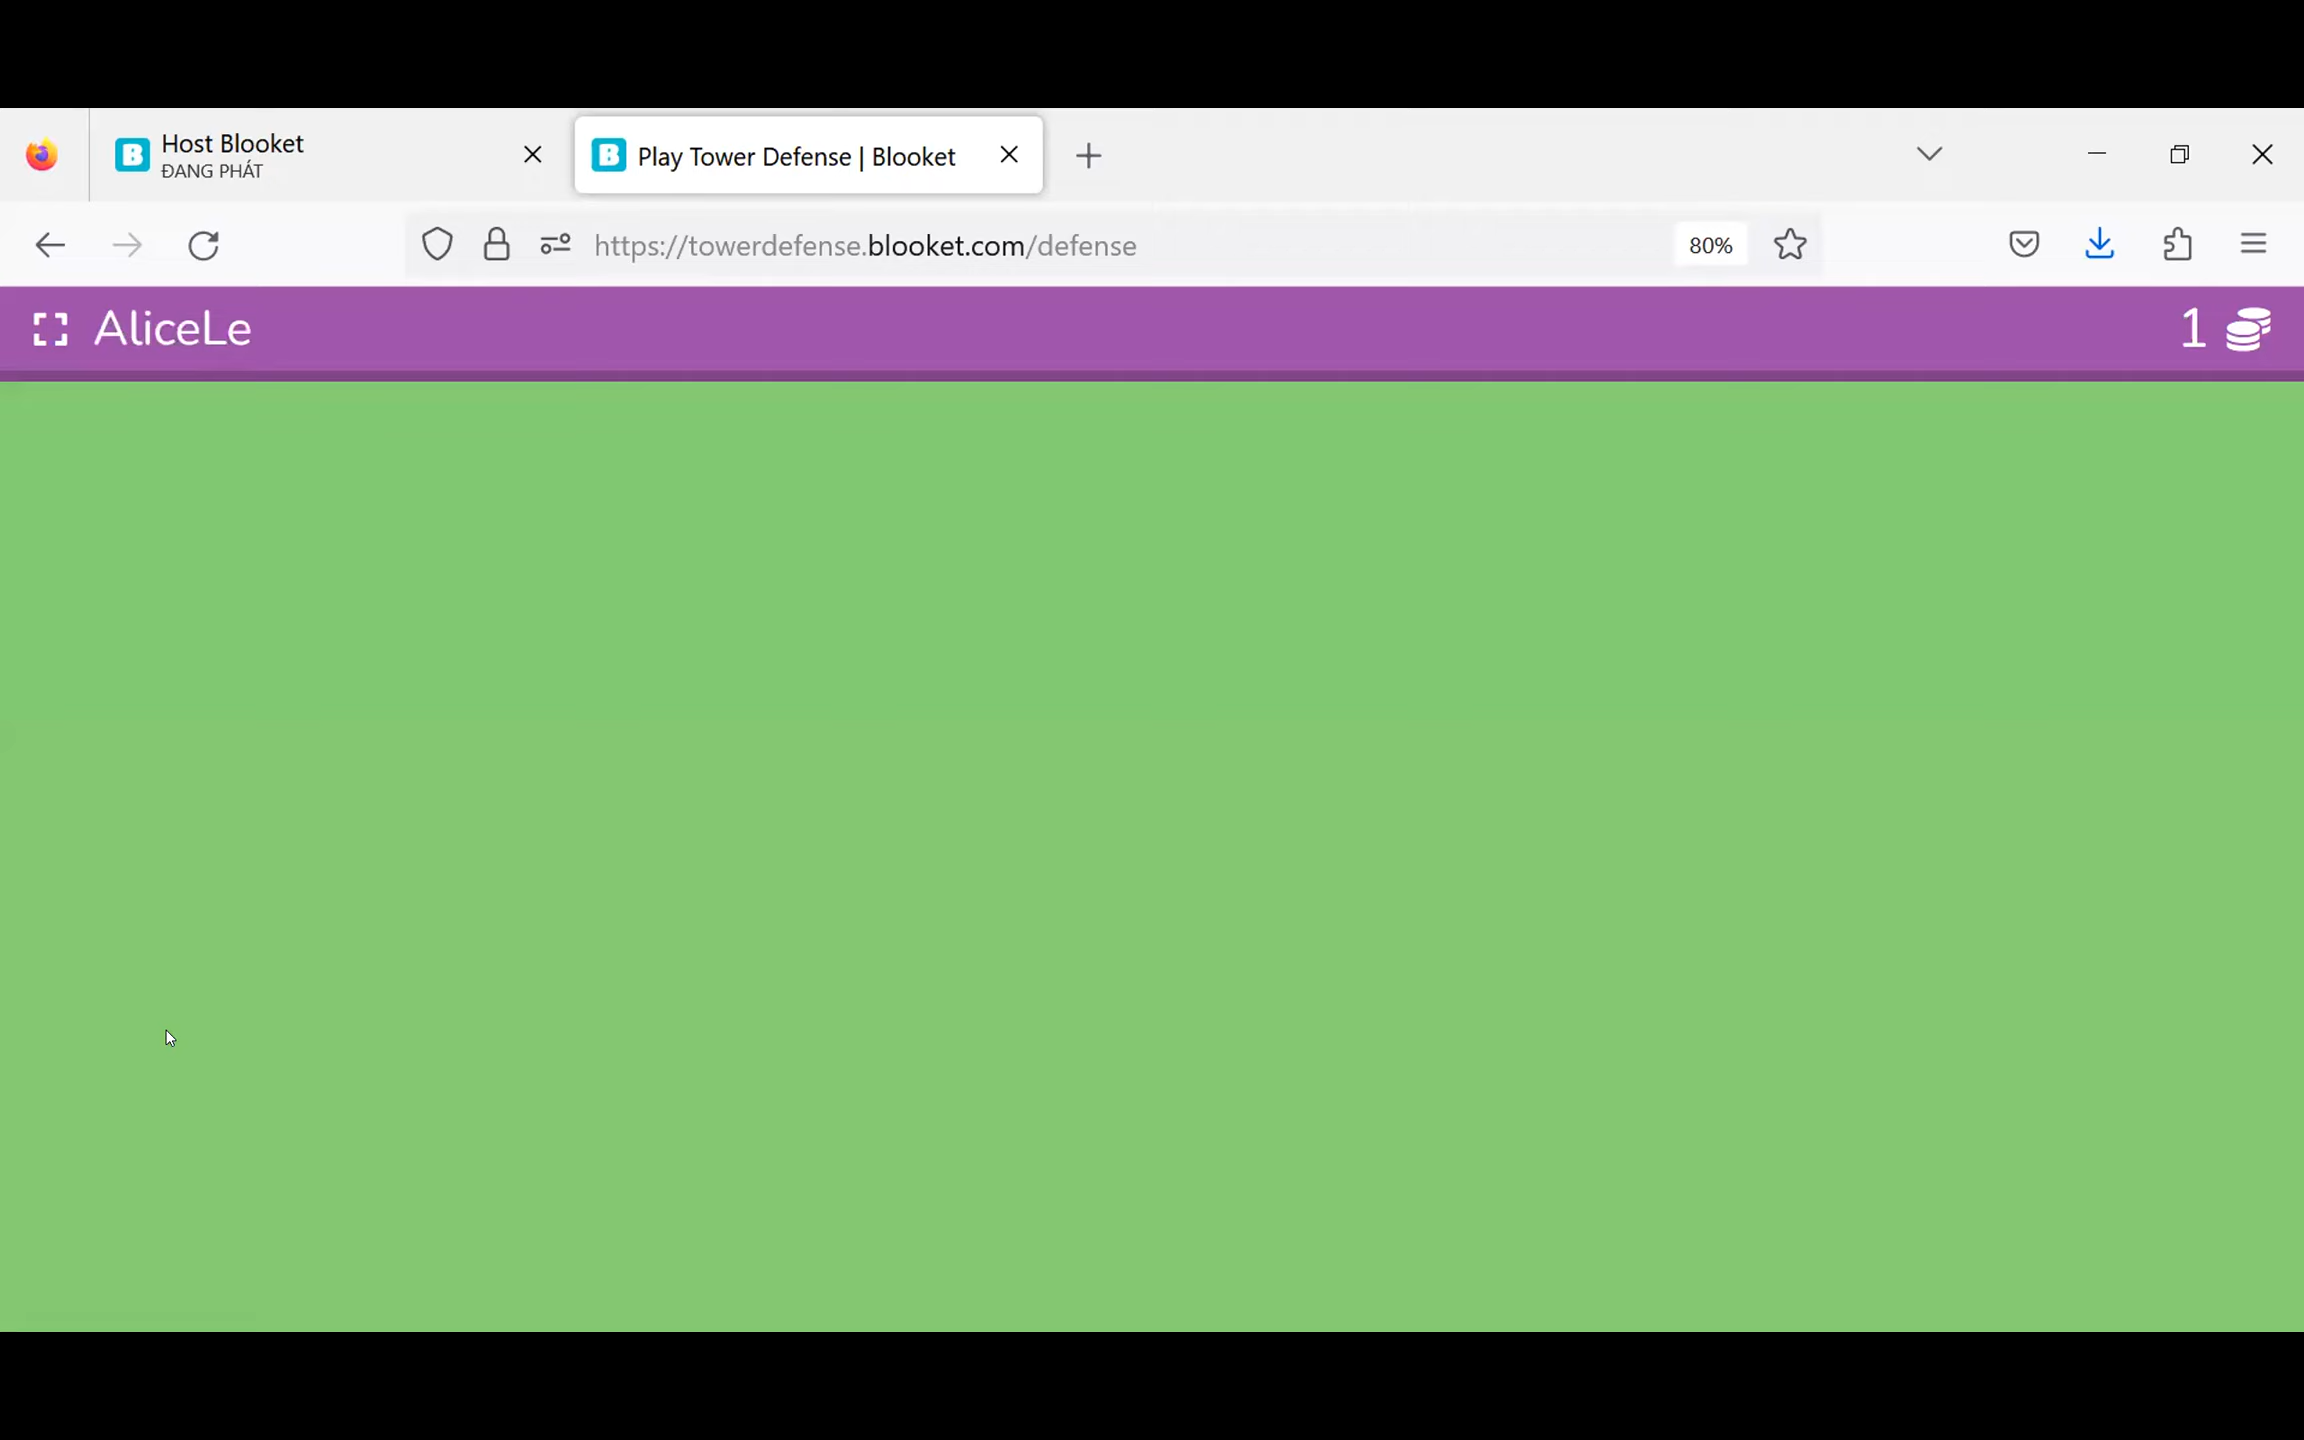 Host Blooket
ĐANG PHÁT
Play Tower Defense | Blooket
https://towerdefense.blooket.com/defense
80%
AliceLe
1